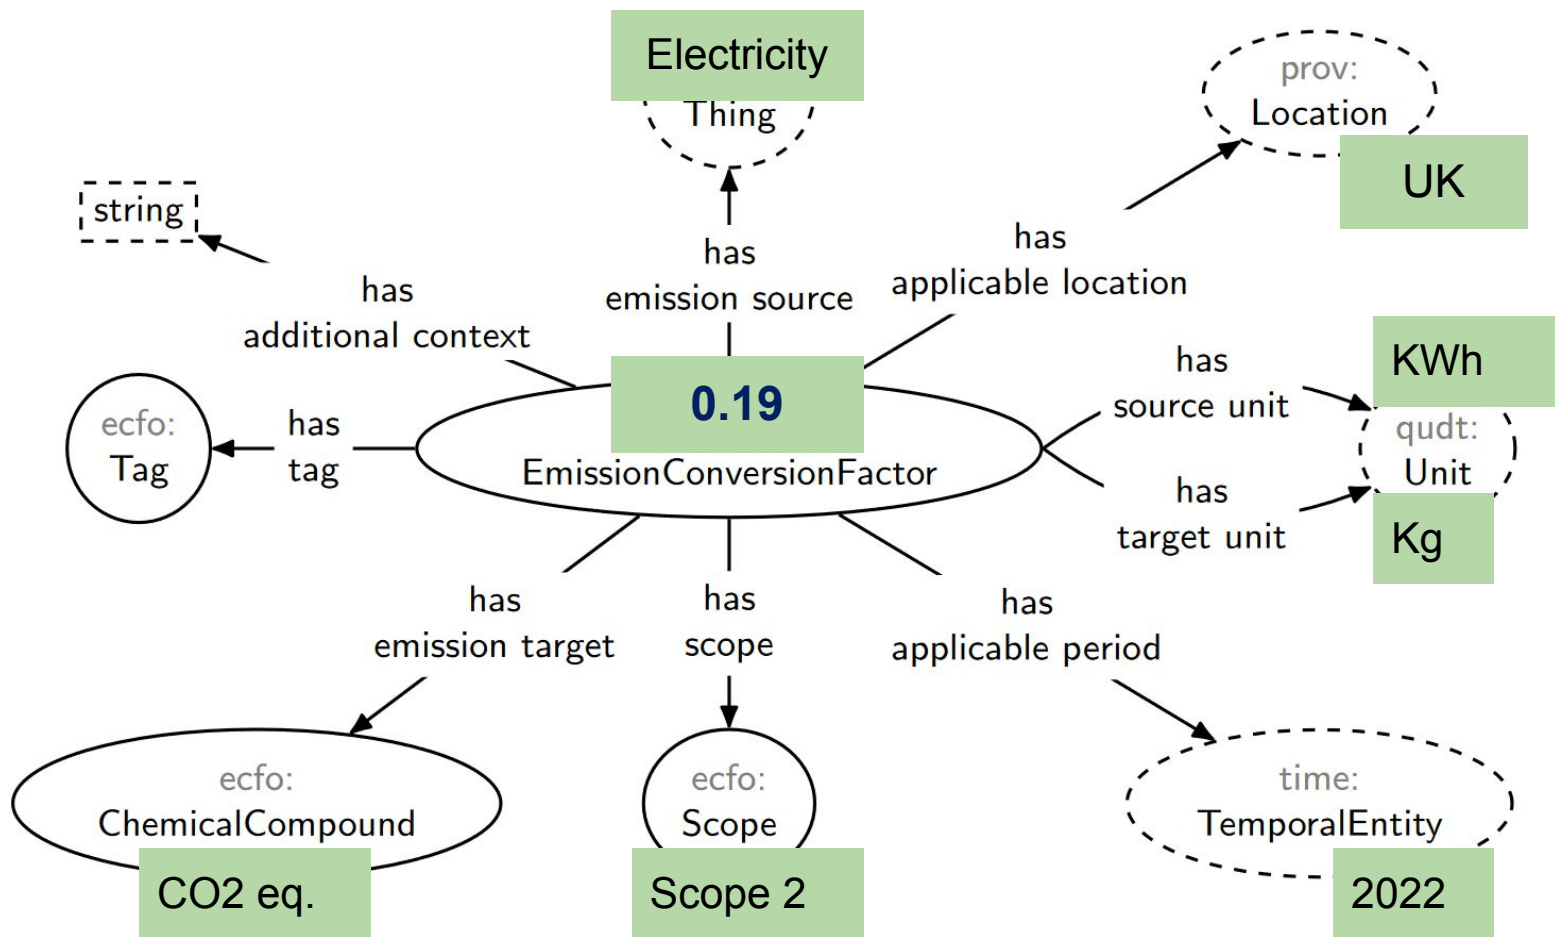 Electricity
Thing
prov:
Location
UK
string
has
emission source
has
applicable location
has
additional context
KWh
has
source unit
0.19
EmissionConversionFactor
ecfo:
Tag
has
tag
qudt:
Unit
has
target unit
Kg
has
emission target
has
scope
has
applicable period
ecfo:
ChemicalCompound
CO2 eq.
ecfo:
Scope
Scope 2
time:
TemporalEntity
2022